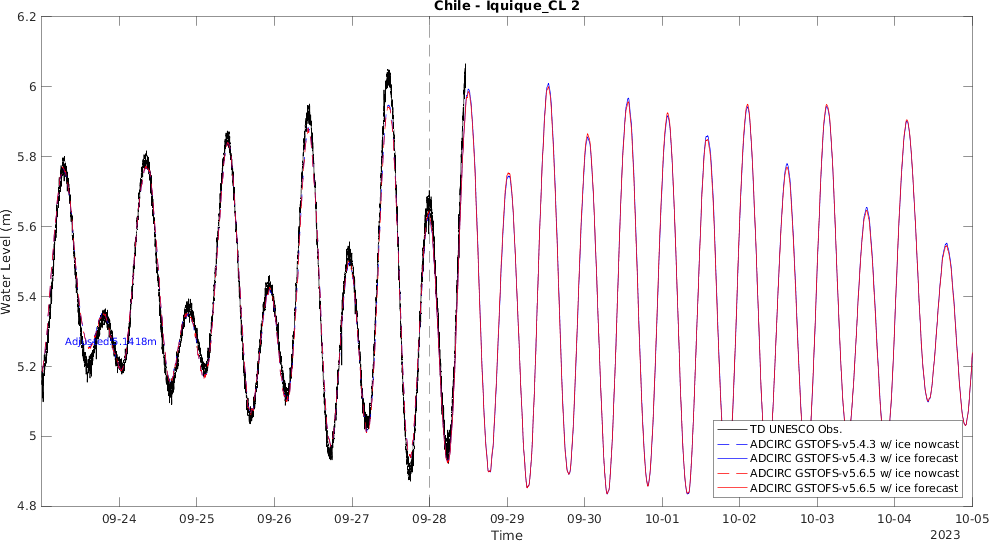 Chile - Iquique_CL 2
6.2
6
5.8
5.6
5.4
5.2
5
4.8
Water Level (m)
TD UNESCO Obs.
ADCIRC GSTOFS-v5.4.3 w/ ice nowcast
ADCIRC GSTOFS-v5.4.3 w/ ice forecast
ADCIRC GSTOFS-v5.6.5 w/ ice nowcast
ADCIRC GSTOFS-v5.6.5 w/ ice forecast
09-24 09-25 09-26 09-27 09-28 09-29 09-30 10-01 10-02 10-03 10-04 10-05
Time
2023